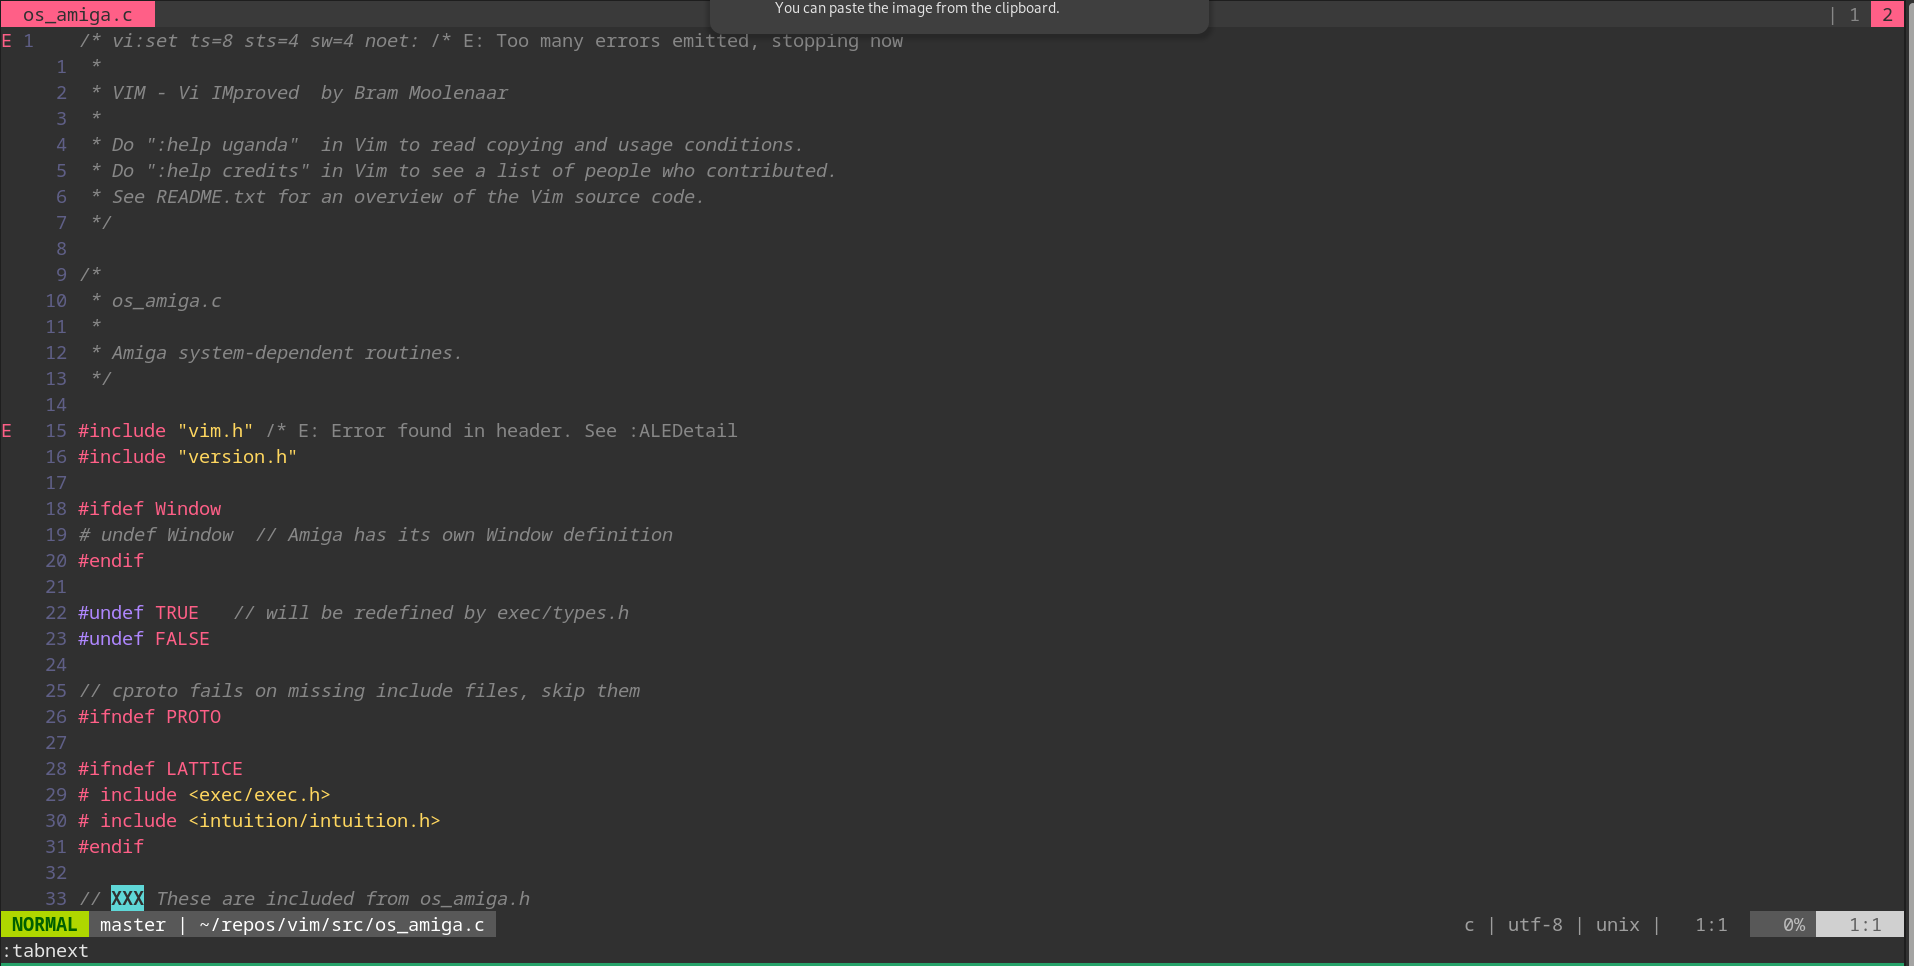 You can paste the image from the clipboard.
os_amiga.c | 1 2
E 1 /* vi:set ts=8 sts=4 sw=4 noet: /* E: Too many errors emitted, stopping now
1 *
2 * VIM - Vi IMproved  by Bram Moolenaar
3 *
4 * Do ":help uganda"  in Vim to read copying and usage conditions.
5 * Do ":help credits" in Vim to see a list of people who contributed.
6 * See README.txt for an overview of the Vim source code.
7 */
8
9 /*
10 * os_amiga.c
11 *
12 * Amiga system-dependent routines.
13 */
14
E 15 #include "vim.h" /* E: Error found in header. See :ALEDetail
16 #include "version.h"
17
18 #ifdef Window
19 # undef Window  // Amiga has its own Window definition
20 #endif
21
22 #undef TRUE   // will be redefined by exec/types.h
23 #undef FALSE
24
25 // cproto fails on missing include files, skip them
26 #ifndef PROTO
27
28 #ifndef LATTICE
29 # include <exec/exec.h>
30 # include <intuition/intuition.h>
31 #endif
32
33 // XXX These are included from os_amiga.h
NORMAL master | ~/repos/vim/src/os_amiga.c c | utf-8 | unix | 1:1 0% 1:1
:tabnext